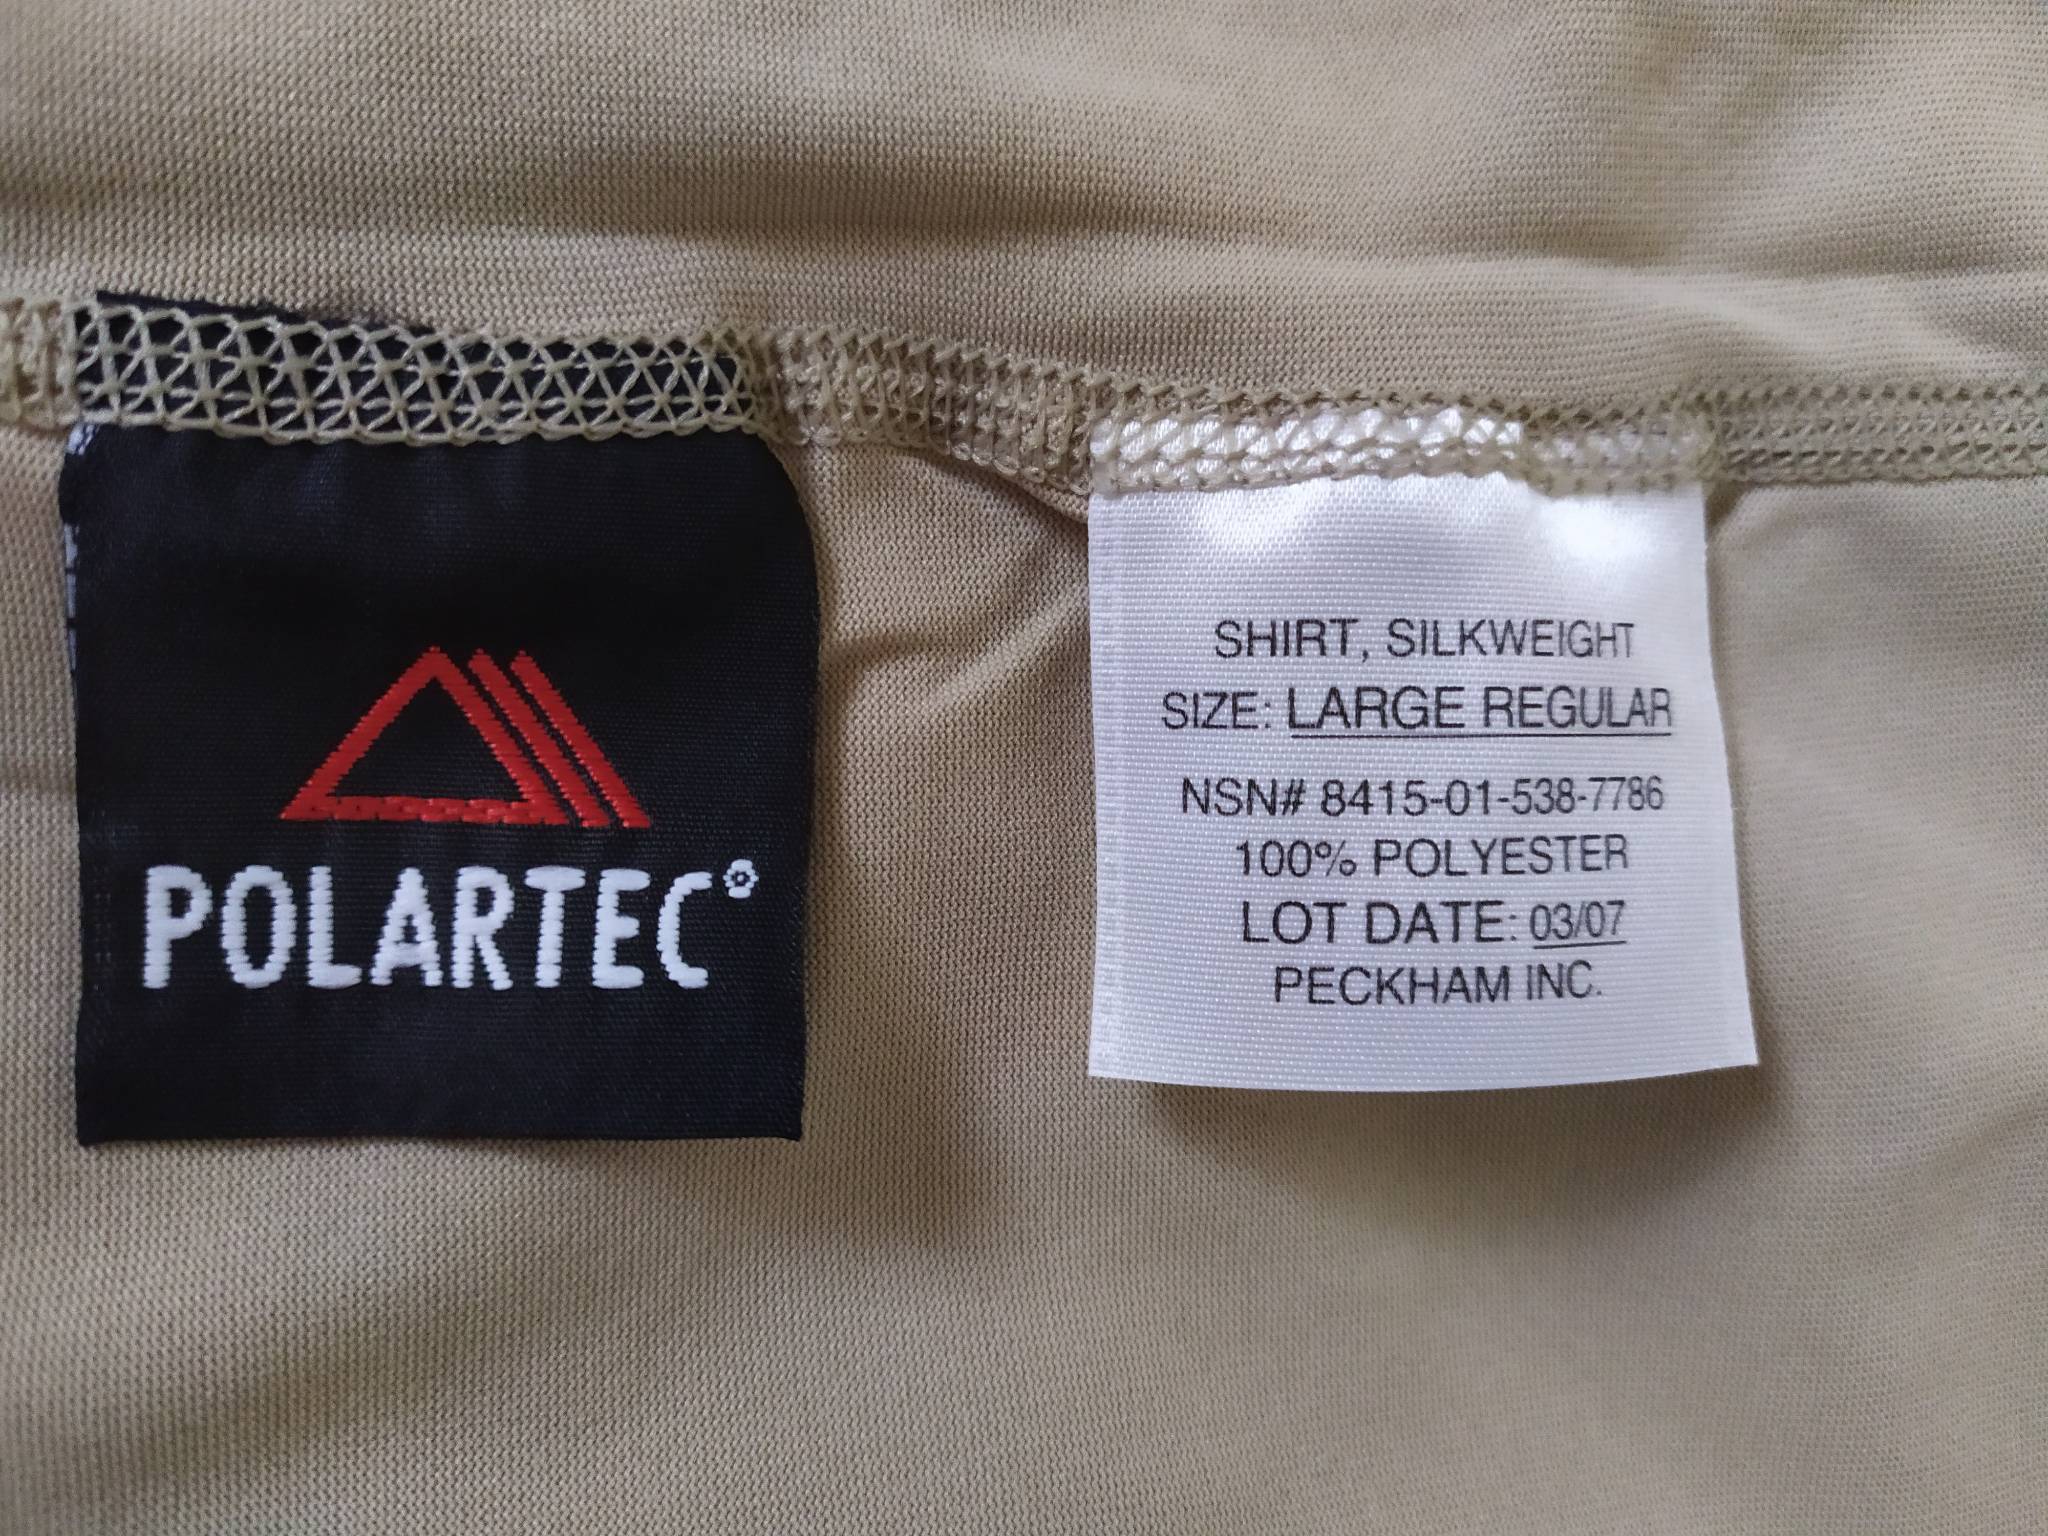 POLARTEC®
SHIRT, SILKWEIGHT
SIZE: LARGE REGULAR
NSN# 8415-01-538-7786
100% POLYESTER
LOT DATE: 03/07
PECKHAM INC.